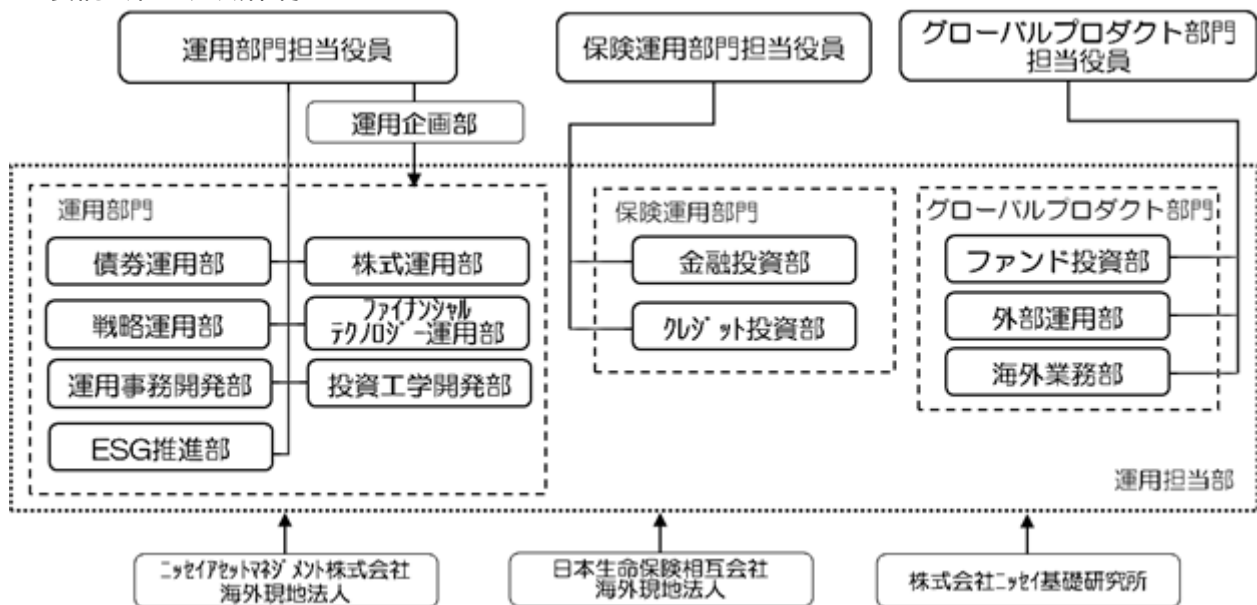 運用部門担当役員
保険運用部門担当役員
グローバルプロダクト部門
担当役員
運用企画部
運用部門
債券運用部
株式運用部
戦略運用部
ファイナンシャル
テクノロジー運用部
運用事務開発部
投資工学開発部
ESG推進部
保険運用部門
金融投資部
クレジット投資部
グローバルプロダクト部門
ファンド投資部
外部運用部
海外業務部
運用担当部
ニッセイアセットマネジメント株式会社
海外現地法人
日本生命保険相互会社
海外現地法人
株式会社ニッセイ基礎研究所